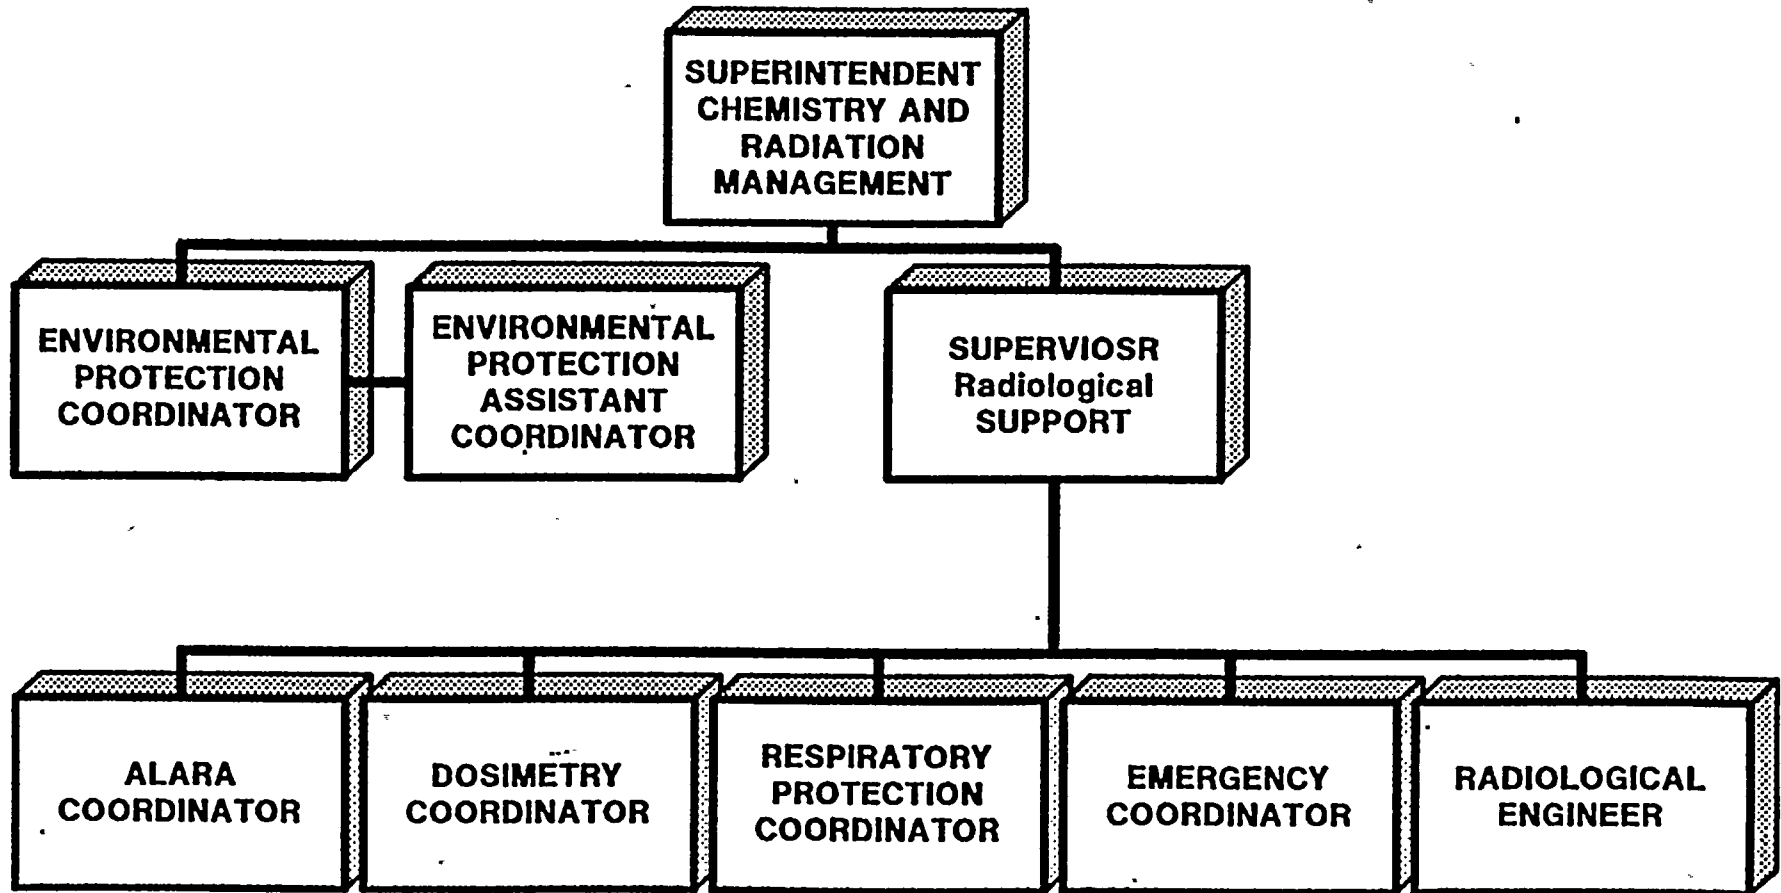 SUPERINTENDENT
CHEMISTRY AND
RADIATION
MANAGEMENT
ENVIRONMENTAL
PROTECTION
COORDINATOR
ENVIRONMENTAL
PROTECTION
ASSISTANT
COORDINATOR
SUPERVIOSR
Radiological
SUPPORT
ALARA
COORDINATOR
DOSIMETRY
COORDINATOR
RESPIRATORY
PROTECTION
COORDINATOR
EMERGENCY
COORDINATOR
RADIOLOGICAL
ENGINEER